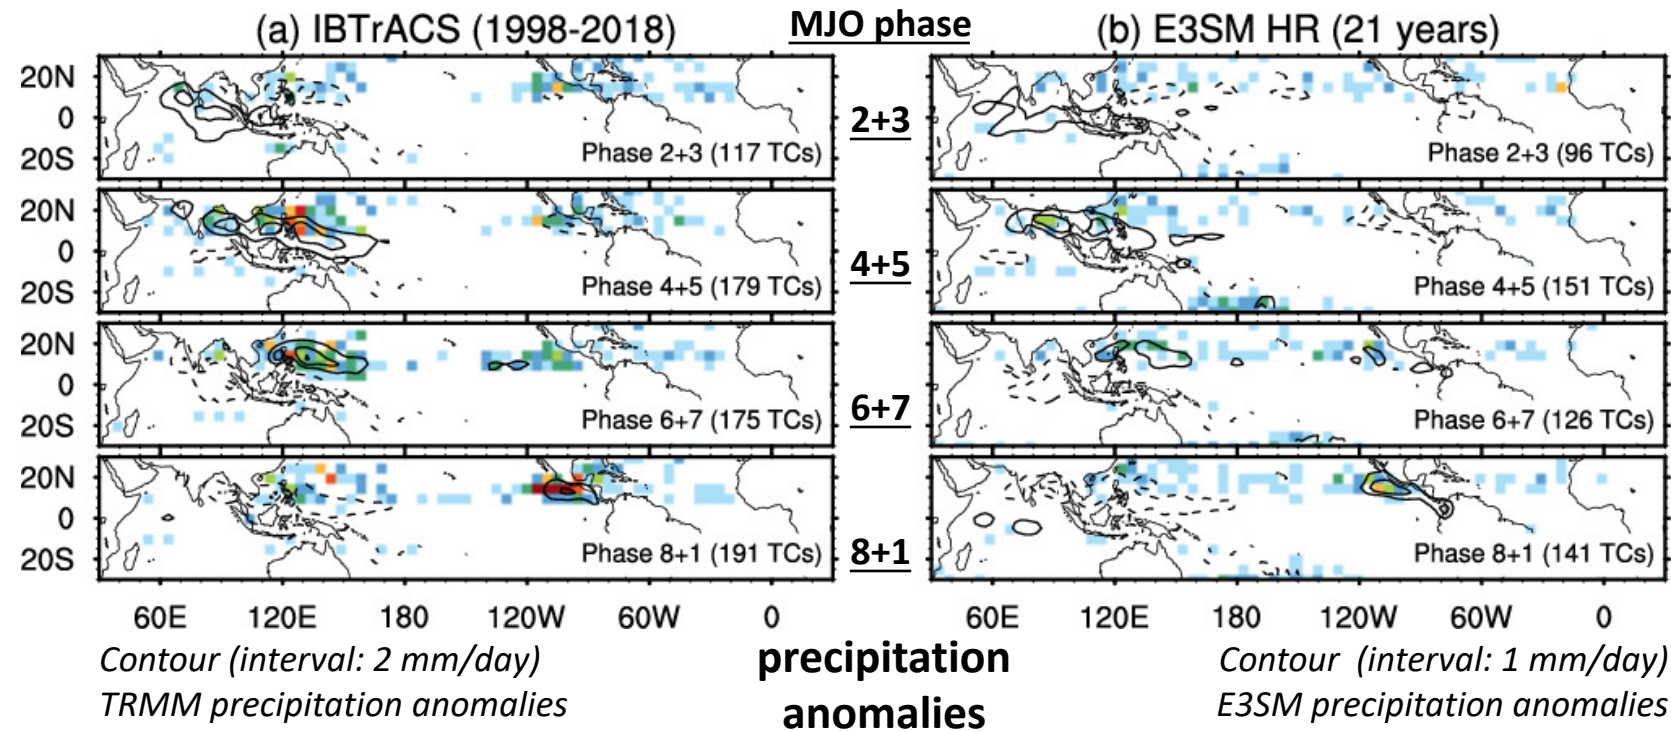 (a) IBTrACS (1998-2018)
MJO phase
(b) E3SM HR (21 years)
20N
0
20S
Phase 2+3 (117 TCs)
2+3
Phase 2+3 (96 TCs)
20N
0
20S
Phase 4+5 (179 TCs)
4+5
Phase 4+5 (151 TCs)
20N
0
20S
Phase 6+7 (175 TCs)
6+7
Phase 6+7 (126 TCs)
20N
0
20S
Phase 8+1 (191 TCs)
8+1
Phase 8+1 (141 TCs)
60E 120E 180 120W 60W 0
60E 120E 180 120W 60W 0
Contour (interval: 2 mm/day)
TRMM precipitation anomalies
precipitation
anomalies
Contour (interval: 1 mm/day)
E3SM precipitation anomalies